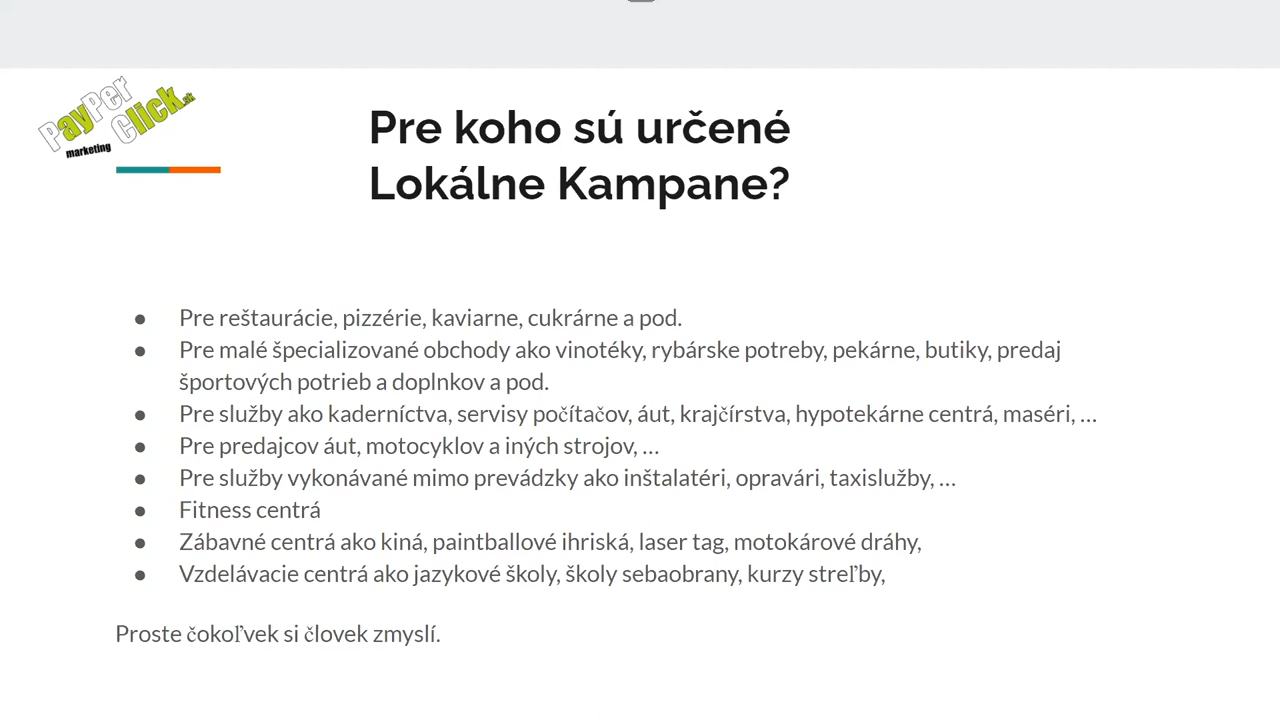 PayPer
Click.sk
marketing
Pre koho sú určené
Lokálne Kampane?
● Pre reštaurácie, pizzérie, kaviarne, cukrárne a pod.
● Pre malé špecializované obchody ako vinotéky, rybárske potreby, pekárne, butiky, predaj
športových potrieb a doplnkov a pod.
● Pre služby ako kaderníctva, servisy počítačov, áut, krajčírstva, hypotekárne centrá, maséri, ...
● Pre predajcov áut, motocyklov a iných strojov, ...
● Pre služby vykonávané mimo prevádzky ako inštalatéri, opravári, taxislužby, ...
● Fitness centrá
● Zábavné centrá ako kiná, paintballové ihriská, laser tag, motokárové dráhy,
● Vzdelávacie centrá ako jazykové školy, školy sebaobrany, kurzy streľby,
Proste čokoľvek si človek zmyslí.